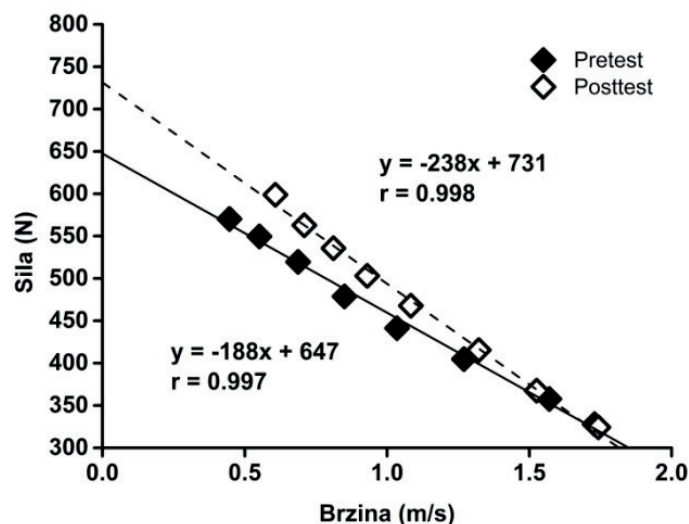 800
750
700
650
600
550
500
450
400
350
300
Sila (N)
Pretest
Posttest
y = -238x + 731
r = 0.998
y = -188x + 647
r = 0.997
0.0 0.5 1.0 1.5 2.0
Brzina (m/s)